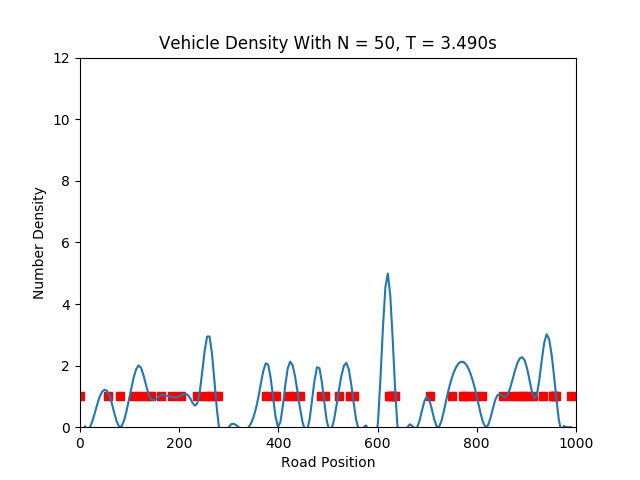 Vehicle Density With N = 50, T = 3.490s
12
10
8
6
4
2
0
Number Density
0 200 400 600 800 1000
Road Position